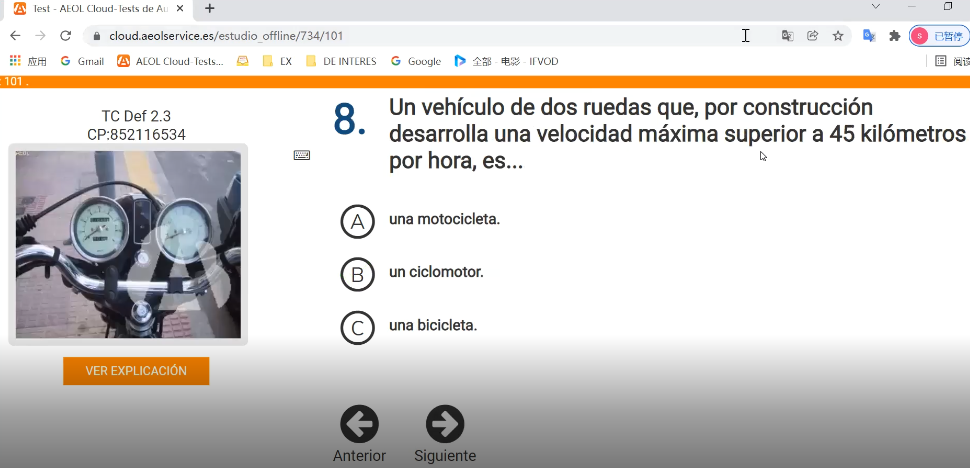 Test - AEOL Cloud-Tests de Au
cloud.aeolservice.es/estudio_offline/734/101
S 已暂停
应用 Gmail AEOL Cloud-Tests... EX DE INTERES Google 全部 - 电影 - IFVOD 阅读
101 .
TC Def 2.3
CP:852116534
8. Un vehículo de dos ruedas que, por construcción
desarrolla una velocidad máxima superior a 45 kilómetros
por hora, es...
A una motocicleta.
B un ciclomotor.
C una bicicleta.
VER EXPLICACIÓN
Anterior Siguiente